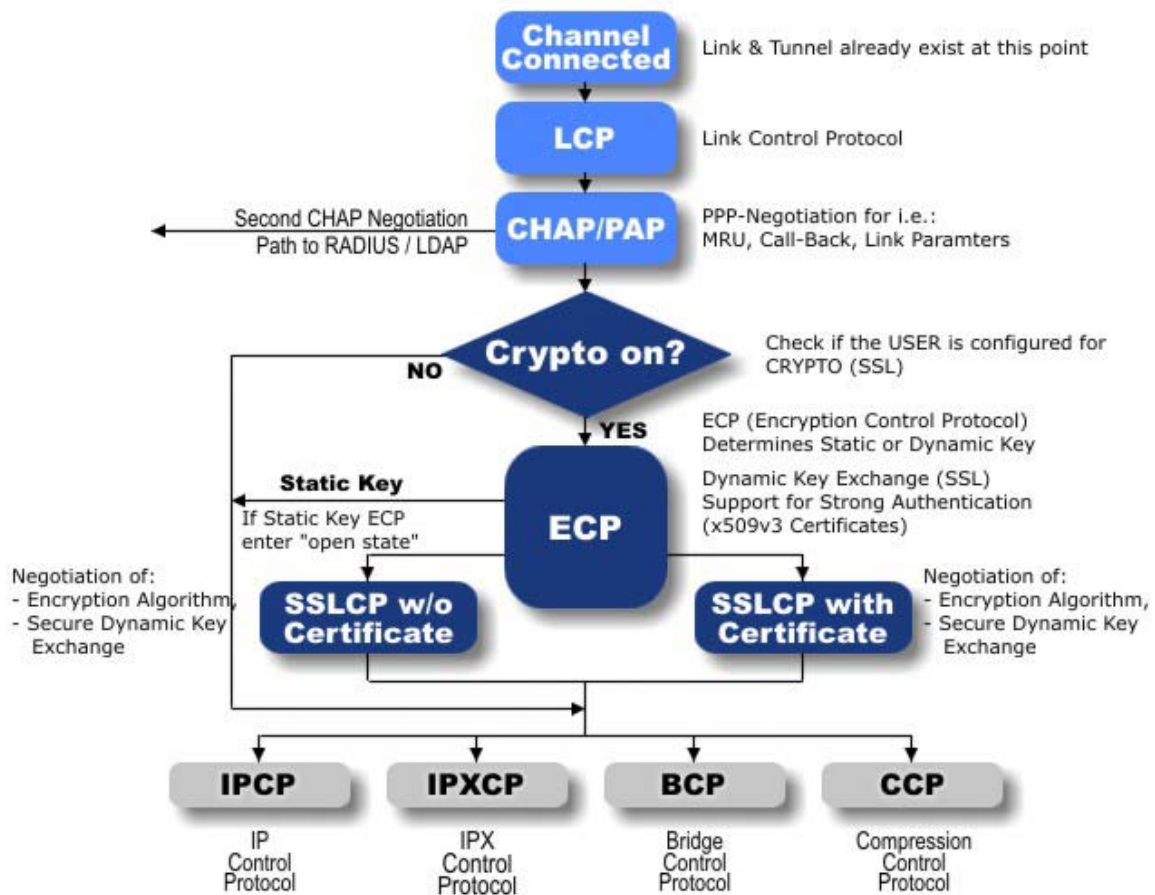 Channel
Connected
Link & Tunnel already exist at this point
LCP
Link Control Protocol
Second CHAP Negotiation
Path to RADIUS / LDAP
CHAP/PAP
PPP-Negotiation for i.e.:
MRU, Call-Back, Link Paramters
Crypto on?
NO
Check if the USER is configured for
CRYPTO (SSL)
YES
ECP (Encryption Control Protocol)
Determines Static or Dynamic Key
Static Key
If Static Key ECP
enter "open state"
ECP
Dynamic Key Exchange (SSL)
Support for Strong Authentication
(x509v3 Certificates)
Negotiation of:
- Encryption Algorithm,
- Secure Dynamic Key
Exchange
SSLCP w/o
Certificate
SSLCP with
Certificate
Negotiation of:
- Encryption Algorithm,
- Secure Dynamic Key
Exchange
IPCP
IPXCP
BCP
CCP
IP
Control
Protocol
IPX
Control
Protocol
Bridge
Control
Protocol
Compression
Control
Protocol